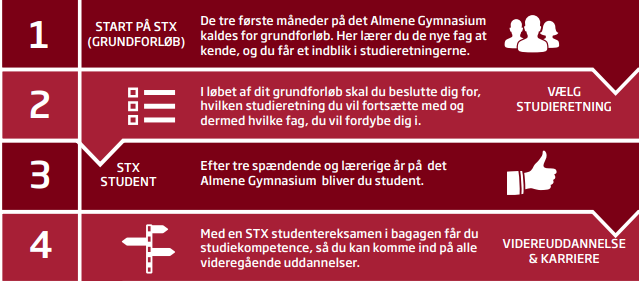 1
START PÅ STX
(GRUNDFORLØB)
De tre første måneder på det Almene Gymnasium
kaldes for grundforløb. Her lærer du de nye fag at
kende, og du får et indblik i studieretningerne.
2
I løbet af dit grundforløb skal du beslutte dig for,
hvilken studieretning du vil fortsætte med og
dermed hvilke fag, du vil fordybe dig i.
VÆLG
STUDIERETNING
3
STX
STUDENT
Efter tre spændende og lærerige år på det
Almene Gymnasium bliver du student.
4
Med en STX studentereksamen i bagagen får du
studiekompetence, så du kan komme ind på alle
videregående uddannelser.
VIDEREUDDANNELSE
& KARRIERE